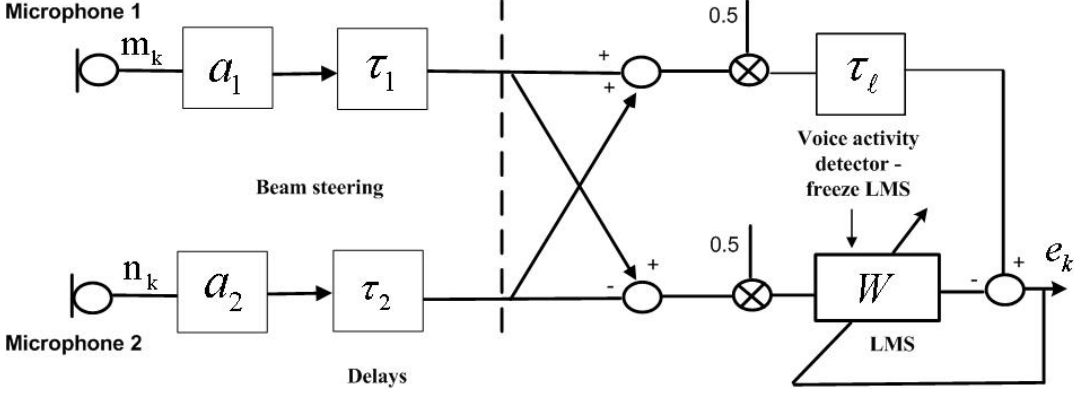 Microphone 1
m_k
a_1
τ_1
+
+
0.5
τ_ℓ
Voice activity
detector -
freeze LMS
Beam steering
n_k
a_2
τ_2
+
-
0.5
W
-
+
e_k
LMS
Microphone 2
Delays